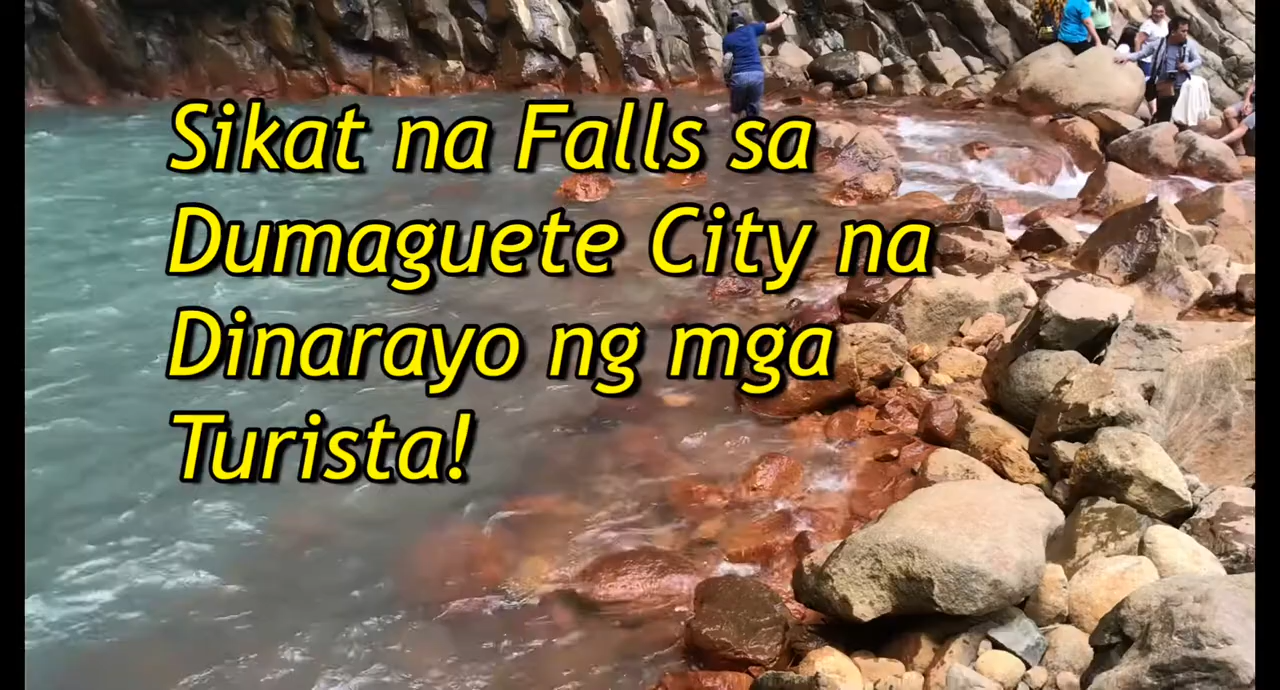 Sikat na Falls sa
Dumaguete City na
Dinarayo ng mga
Turista!